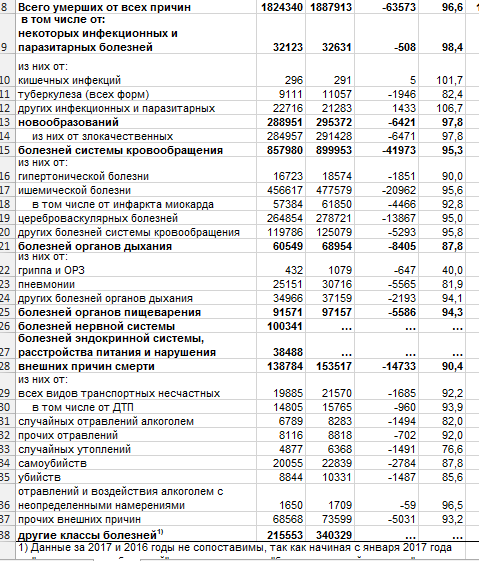 8 Всего умерших от всех причин 1824340 1887913 -63573 96,6
в том числе от:
некоторых инфекционных и
9 паразитарных болезней 32123 32631 -508 98,4
из них от:
10 кишечных инфекций 296 291 5 101,7
11 туберкулеза (всех форм) 9111 11057 -1946 82,4
12 других инфекционных и паразитарных 22716 21283 1433 106,7
13 новообразований 288951 295372 -6421 97,8
14 из них от злокачественных 284957 291428 -6471 97,8
15 болезней системы кровообращения 857980 899953 -41973 95,3
из них от:
16 гипертонической болезни 16723 18574 -1851 90,0
17 ишемической болезни 456617 477579 -20962 95,6
18 в том числе от инфаркта миокарда 57384 61850 -4466 92,8
19 цереброваскулярных болезней 264854 278721 -13867 95,0
20 других болезней системы кровообращения 119786 125079 -5293 95,8
21 болезней органов дыхания 60549 68954 -8405 87,8
из них от:
22 гриппа и ОРЗ 432 1079 -647 40,0
23 пневмонии 25151 30716 -5565 81,9
24 других болезней органов дыхания 34966 37159 -2193 94,1
25 болезней органов пищеварения 91571 97157 -5586 94,3
26 болезней нервной системы 100341 ... ...
болезней эндокринной системы,
27 расстройства питания и нарушения 38488 ... ...
28 внешних причин смерти 138784 153517 -14733 90,4
из них от:
29 всех видов транспортных несчастных 19885 21570 -1685 92,2
30 в том числе от ДТП 14805 15765 -960 93,9
31 случайных отравлений алкоголем 6789 8283 -1494 82,0
32 прочих отравлений 8116 8818 -702 92,0
33 случайных утоплений 4877 6368 -1491 76,6
34 самоубийств 20055 22839 -2784 87,8
35 убийств 8844 10331 -1487 85,6
отравлений и воздействия алкоголем с
36 неопределенными намерениями 1650 1709 -59 96,5
37 прочих внешних причин 68568 73599 -5031 93,2
38 другие классы болезней1) 215553 340329 ... ...
1) Данные за 2017 и 2016 годы не сопоставимы, так как начиная с января 2017 года